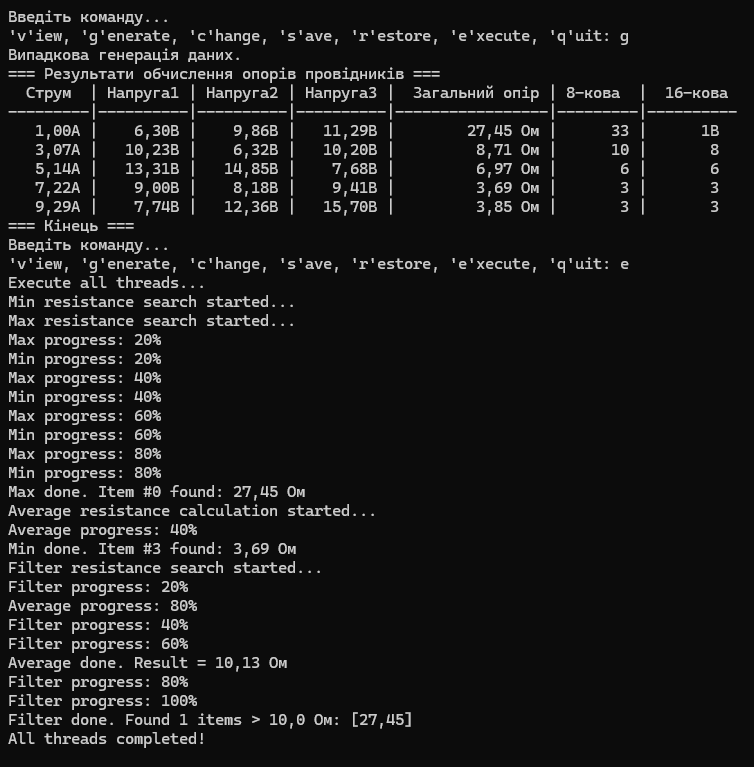 Введіть команду...
'v'iew, 'g'enerate, 'c'hange, 's'ave, 'r'estore, 'e'xecute, 'q'uit: g
Випадкова генерація даних.
=== Результати обчислення опорів провідників ===
  Струм  | Напруга1 | Напруга2 | Напруга3 |  Загальний опір | 8-кова  |  16-кова
---------|----------|----------|----------|-----------------|---------|----------
   1,00А |    6,30В |    9,86В |   11,29В |        27,45 Ом |      33 |      1B
   3,07А |   10,23В |    6,32В |   10,20В |         8,71 Ом |      10 |       8
   5,14А |   13,31В |   14,85В |    7,68В |         6,97 Ом |       6 |       6
   7,22А |    9,00В |    8,18В |    9,41В |         3,69 Ом |       3 |       3
   9,29А |    7,74В |   12,36В |   15,70В |         3,85 Ом |       3 |       3
=== Кінець ===
Введіть команду...
'v'iew, 'g'enerate, 'c'hange, 's'ave, 'r'estore, 'e'xecute, 'q'uit: e
Execute all threads...
Min resistance search started...
Max resistance search started...
Max progress: 20%
Min progress: 20%
Max progress: 40%
Min progress: 40%
Max progress: 60%
Min progress: 60%
Max progress: 80%
Min progress: 80%
Max done. Item #0 found: 27,45 Ом
Average resistance calculation started...
Average progress: 40%
Min done. Item #3 found: 3,69 Ом
Filter resistance search started...
Filter progress: 20%
Average progress: 80%
Filter progress: 40%
Filter progress: 60%
Average done. Result = 10,13 Ом
Filter progress: 80%
Filter progress: 100%
Filter done. Found 1 items > 10,0 Ом: [27,45]
All threads completed!